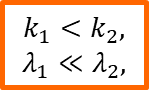 k₁ < k₂,
λ₁ ≪ λ₂,